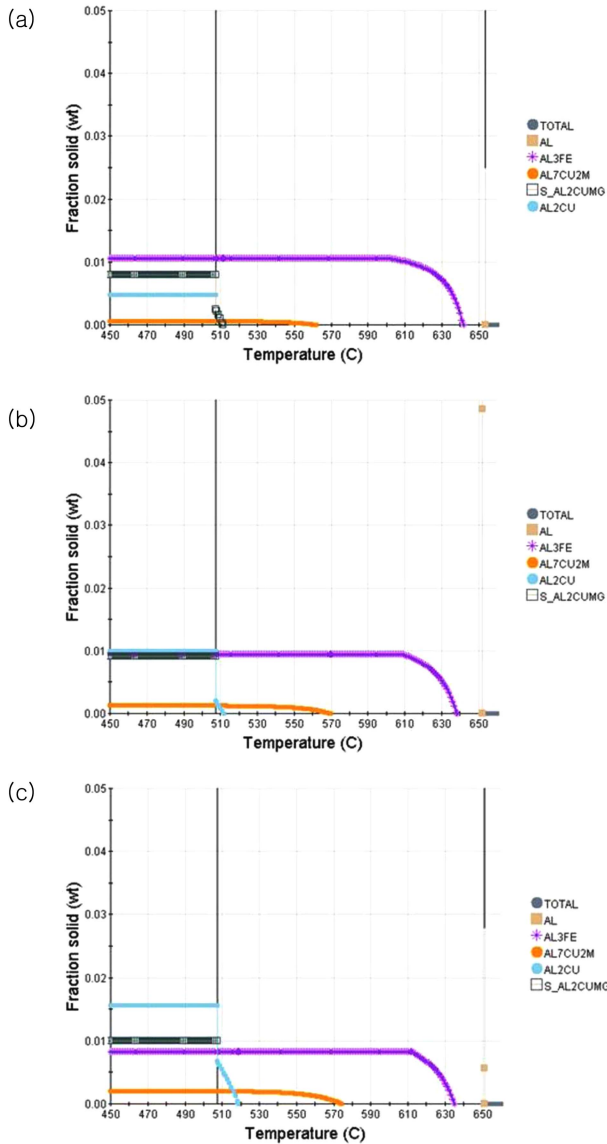 (a)
0.05
0.04
0.03
0.02
0.01
0.00
Fraction solid (wt)
450 470 490 510 530 550 570 590 610 630 650
Temperature (C)
TOTAL
AL
AL3FE
AL7CU2M
S_AL2CUMG
AL2CU
(b)
0.05
0.04
0.03
0.02
0.01
0.00
Fraction solid (wt)
450 470 490 510 530 550 570 590 610 630 650
Temperature (C)
TOTAL
AL
AL3FE
AL7CU2M
AL2CU
S_AL2CUMG
(c)
0.05
0.04
0.03
0.02
0.01
0.00
Fraction solid (wt)
450 470 490 510 530 550 570 590 610 630 650
Temperature (C)
TOTAL
AL
AL3FE
AL7CU2M
AL2CU
S_AL2CUMG